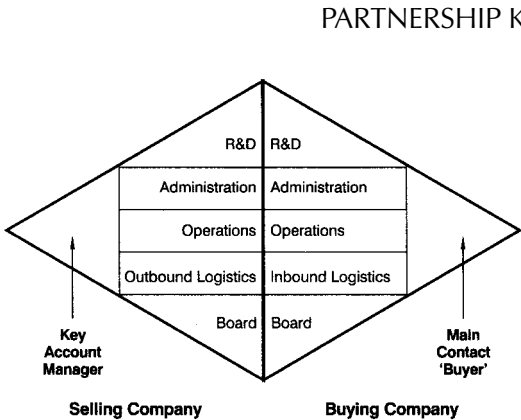 PARTNERSHIP K
R&D R&D
Administration Administration
Operations Operations
Outbound Logistics Inbound Logistics
Board Board
Key
Account
Manager
Main
Contact
'Buyer'
Selling Company
Buying Company